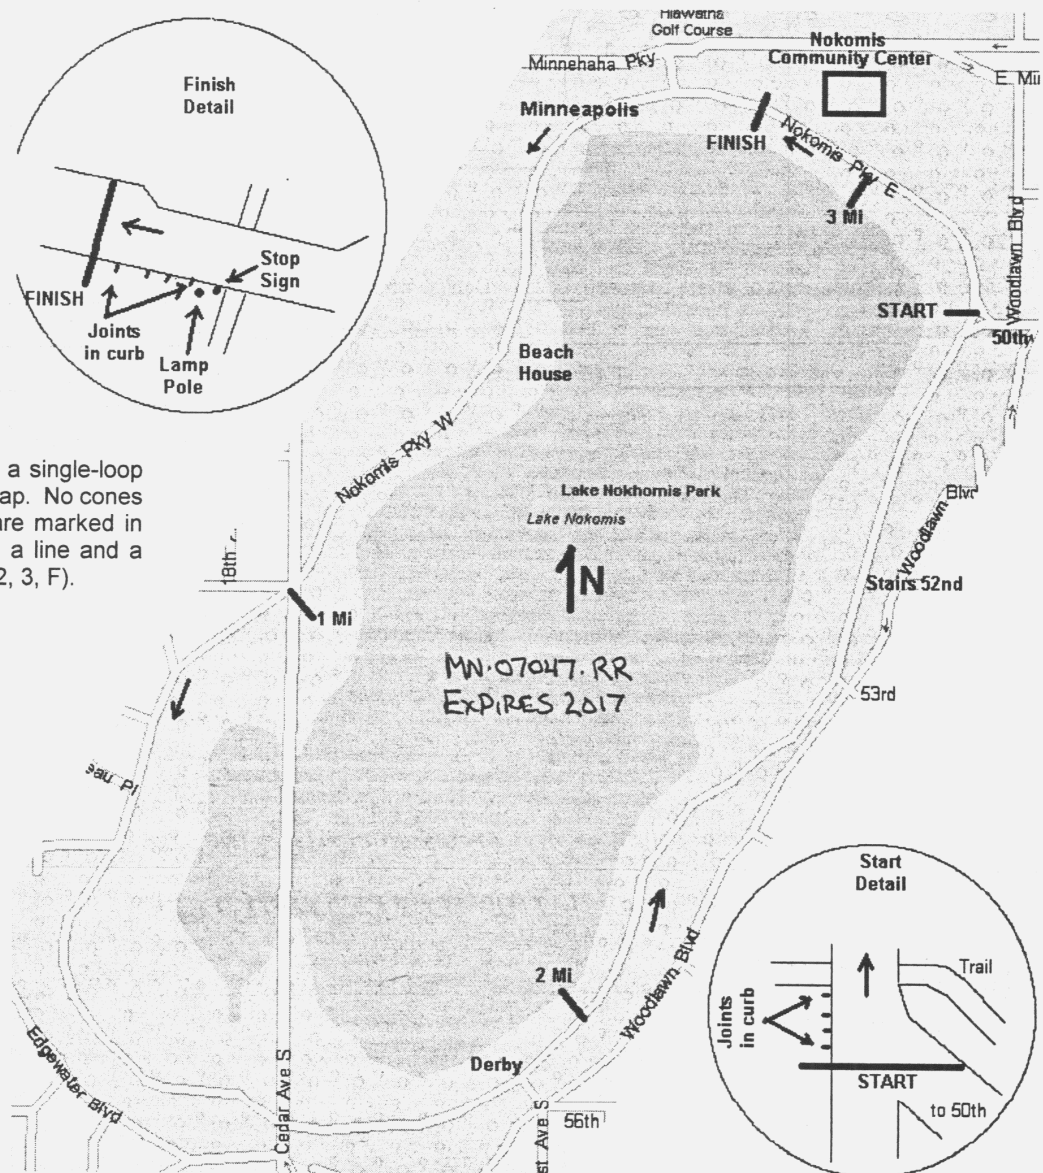 Hiawatha
Golf Course
Nokomis
Community Center
Minnehaha Pky
Minneapolis
FINISH
Nokomis Pky E
3 Mi
START
Woodlawn Blvd
50th
Finish
Detail
Stop
Sign
FINISH
Joints
in curb
Lamp
Pole
Beach
House
Nokomis Pky W
a single-loop
ap. No cones
are marked in
a line and a
2, 3, F).
Lake Nokhomis Park
Lake Nokomis
N
Woodlawn Blvd
Stairs 52nd
18th
1 Mi
MN·07047·RR
EXPIRES 2017
53rd
eau Pl
2 Mi
Woodlawn Blvd
Edgewater Blvd
Cedar Ave S
Derby
56th
st Ave S
Start
Detail
Trail
Joints
in curb
START
to 50th